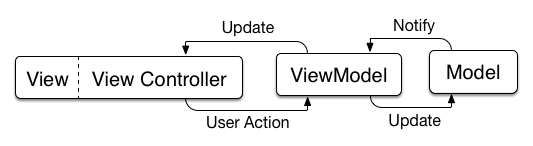 Update
Notify
View
View Controller
ViewModel
Model
User Action
Update